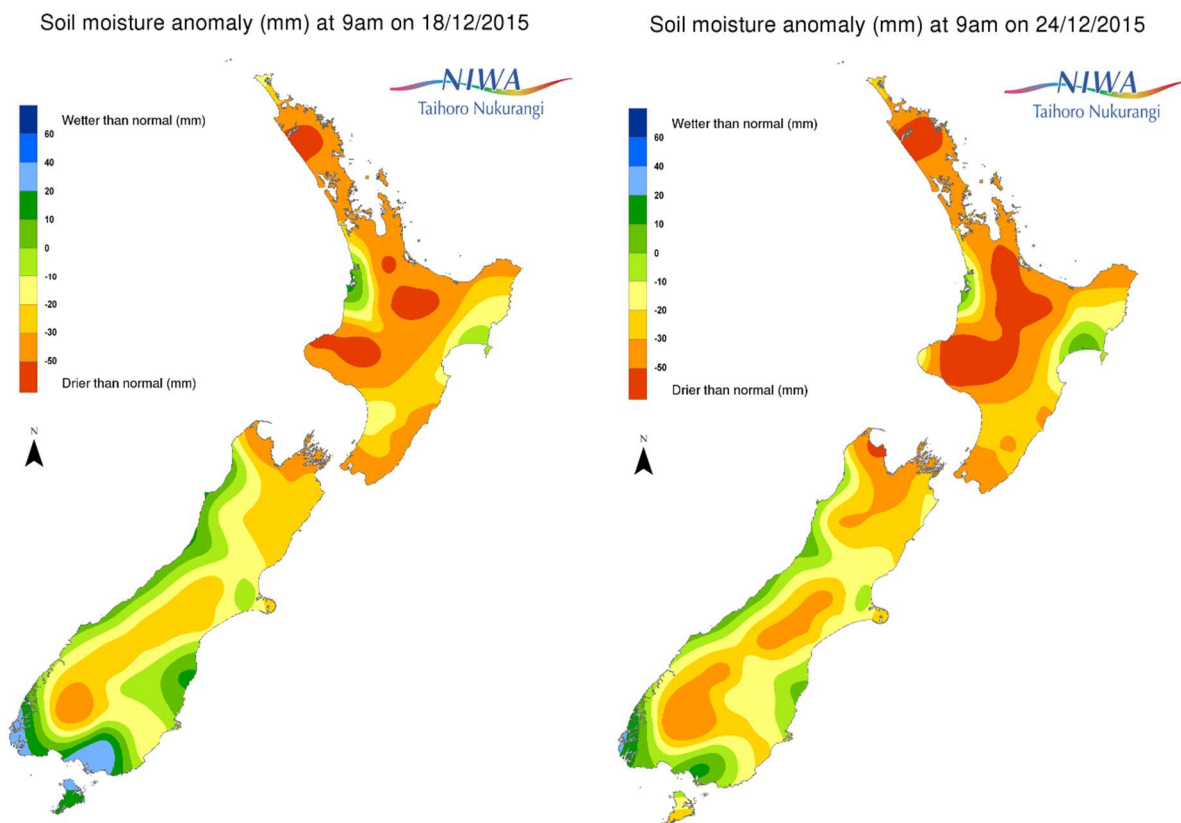 Soil moisture anomaly (mm) at 9am on 18/12/2015
NIWA
Taihoro Nukurangi
Wetter than normal (mm)
60
40
20
10
0
-10
-20
-30
-50
Drier than normal (mm)
N
Soil moisture anomaly (mm) at 9am on 24/12/2015
NIWA
Taihoro Nukurangi
Wetter than normal (mm)
60
40
20
10
0
-10
-20
-30
-50
Drier than normal (mm)
N